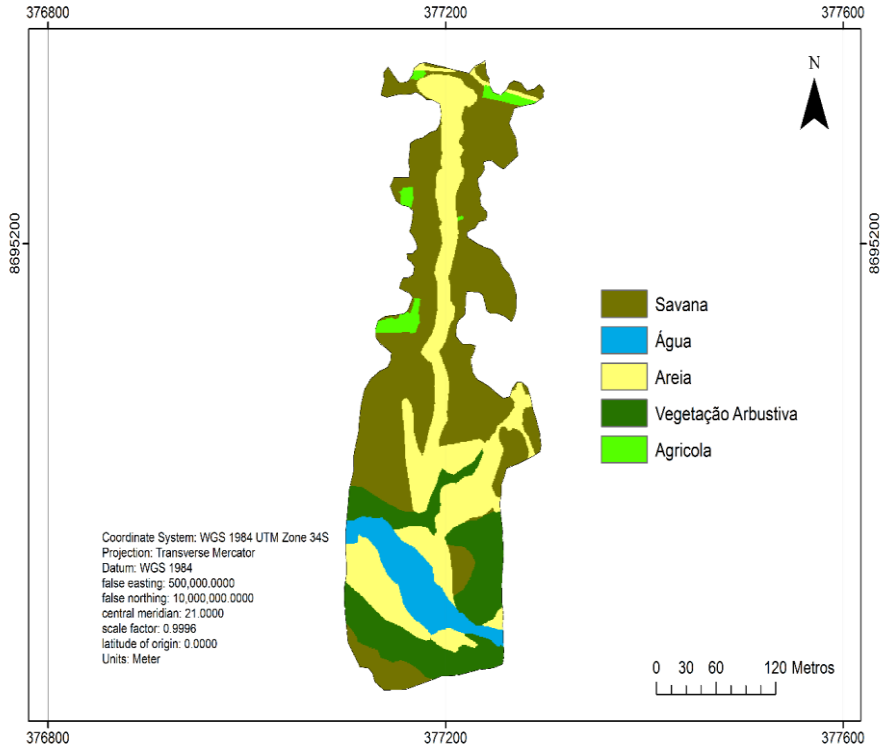 376800
377200
377600
N
8695200
8695200
Savana
Água
Areia
Vegetação Arbustiva
Agricola
Coordinate System: WGS 1984 UTM Zone 34S
Projection: Transverse Mercator
Datum: WGS 1984
false easting: 500,000.0000
false northing: 10,000,000.0000
central meridian: 21.0000
scale factor: 0.9996
latitude of origin: 0.0000
Units: Meter
0 30 60 120 Metros
376800
377200
377600